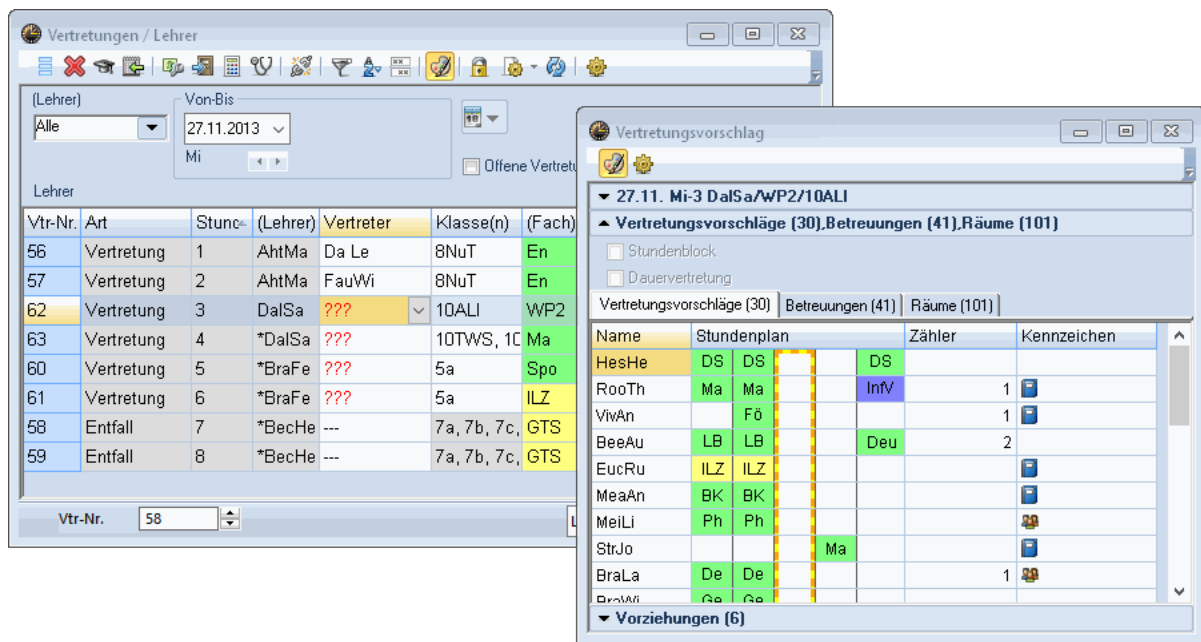 Vertretungen / Lehrer
(Lehrer)
Von-Bis
Alle
27.11.2013
Mi
18
Offene Vertretu
Lehrer
Vtr-Nr. Art Stunc (Lehrer) Vertreter Klasse(n) (Fach)
56 Vertretung 1 AhtMa Da Le 8NuT En
57 Vertretung 2 AhtMa FauWi 8NuT En
62 Vertretung 3 DalSa ??? 10ALI WP2
63 Vertretung 4 *DalSa ??? 10TWS, 1 Ma
60 Vertretung 5 *BraFe ??? 5a Spo
61 Vertretung 6 *BraFe ??? 5a ILZ
58 Entfall 7 *BecHe --- 7a, 7b, 7c, GTS
59 Entfall 8 *BecHe --- 7a, 7b, 7c, GTS
Vtr-Nr. 58
Vertretungsvorschlag
27.11. Mi-3 DalSa/WP2/10ALI
Vertretungsvorschläge (30),Betreuungen (41),Räume (101)
Stundenblock
Dauervertretung
Vertretungsvorschläge (30) Betreuungen (41) Räume (101)
Name Stundenplan Zähler Kennzeichen
HesHe DS DS DS
RooTh Ma Ma InfV 1
VivAn Fö 1
BeeAu LB LB Deu 2
EucRu ILZ ILZ
MeaAn BK BK
MeiLi Ph Ph
StrJo Ma
BraLa De De 1
BraWi Ge Ge
Vorziehungen (6)